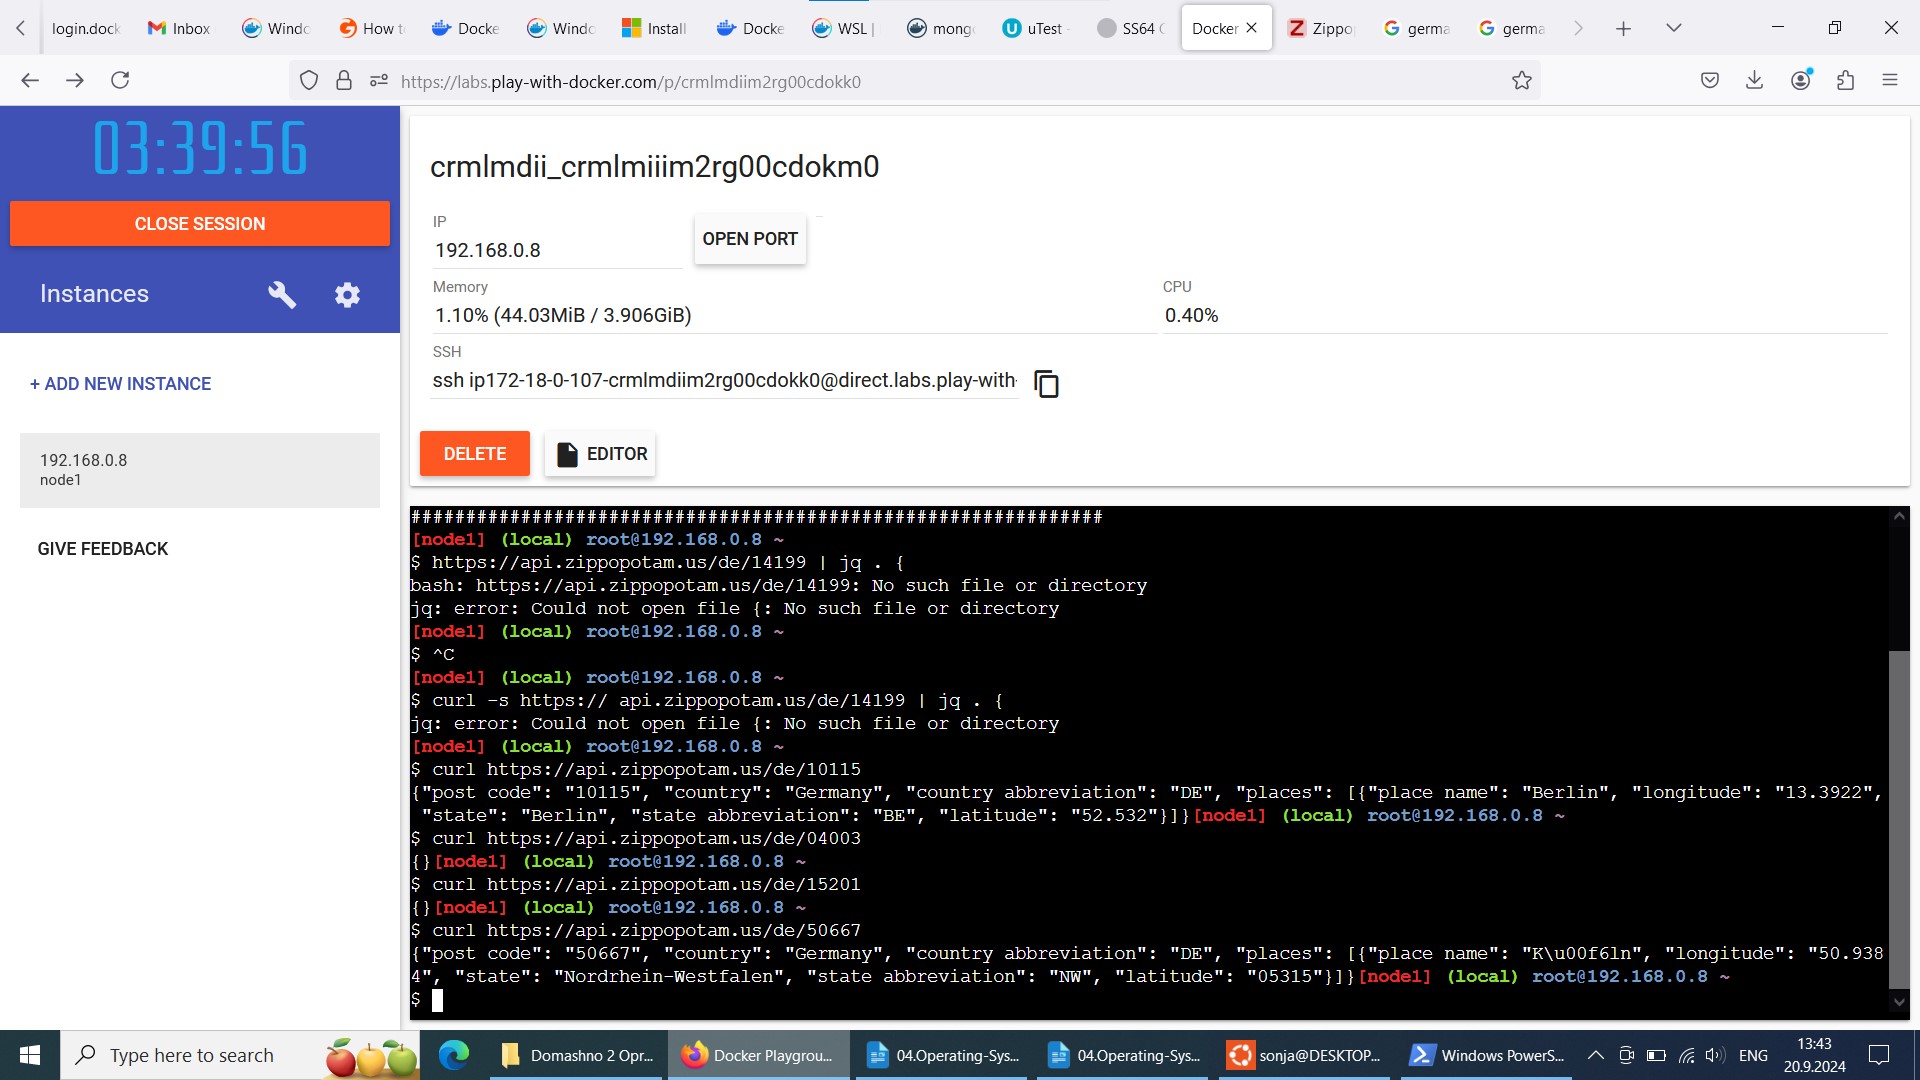 login.dock
Inbox
Windo
How t
Docke
Windo
Install
Docke
WSL |
mong
uTest -
SS64
Docker
Zippo
germa
germa
https://labs.play-with-docker.com/p/crmlmdiim2rg00cdokk0
03:39:56
CLOSE SESSION
Instances
+ ADD NEW INSTANCE
192.168.0.8
node1
GIVE FEEDBACK
crmlmdii_crmlmiiim2rg00cdokm0
IP
192.168.0.8
OPEN PORT
Memory
1.10% (44.03MiB / 3.906GiB)
CPU
0.40%
SSH
ssh ip172-18-0-107-crmlmdiim2rg00cdokk0@direct.labs.play-with-
DELETE
EDITOR
###############################################################
[node1] (local) root@192.168.0.8 ~
$ https://api.zippopotam.us/de/14199 | jq . {
bash: https://api.zippopotam.us/de/14199: No such file or directory
jq: error: Could not open file {: No such file or directory
[node1] (local) root@192.168.0.8 ~
$ ^C
[node1] (local) root@192.168.0.8 ~
$ curl -s https:// api.zippopotam.us/de/14199 | jq . {
jq: error: Could not open file {: No such file or directory
[node1] (local) root@192.168.0.8 ~
$ curl https://api.zippopotam.us/de/10115
{"post code": "10115", "country": "Germany", "country abbreviation": "DE", "places": [{"place name": "Berlin", "longitude": "13.3922",
"state": "Berlin", "state abbreviation": "BE", "latitude": "52.532"}]}[node1] (local) root@192.168.0.8 ~
$ curl https://api.zippopotam.us/de/04003
{}[node1] (local) root@192.168.0.8 ~
$ curl https://api.zippopotam.us/de/15201
{}[node1] (local) root@192.168.0.8 ~
$ curl https://api.zippopotam.us/de/50667
{"post code": "50667", "country": "Germany", "country abbreviation": "DE", "places": [{"place name": "K\u00f6ln", "longitude": "50.938
4", "state": "Nordrhein-Westfalen", "state abbreviation": "NW", "latitude": "05315"}]}[node1] (local) root@192.168.0.8 ~
$
Type here to search
Domashno 2 Opr...
Docker Playgrou...
04.Operating-Sys...
04.Operating-Sys...
sonja@DESKTOP...
Windows PowerS...
ENG
13:43
20.9.2024